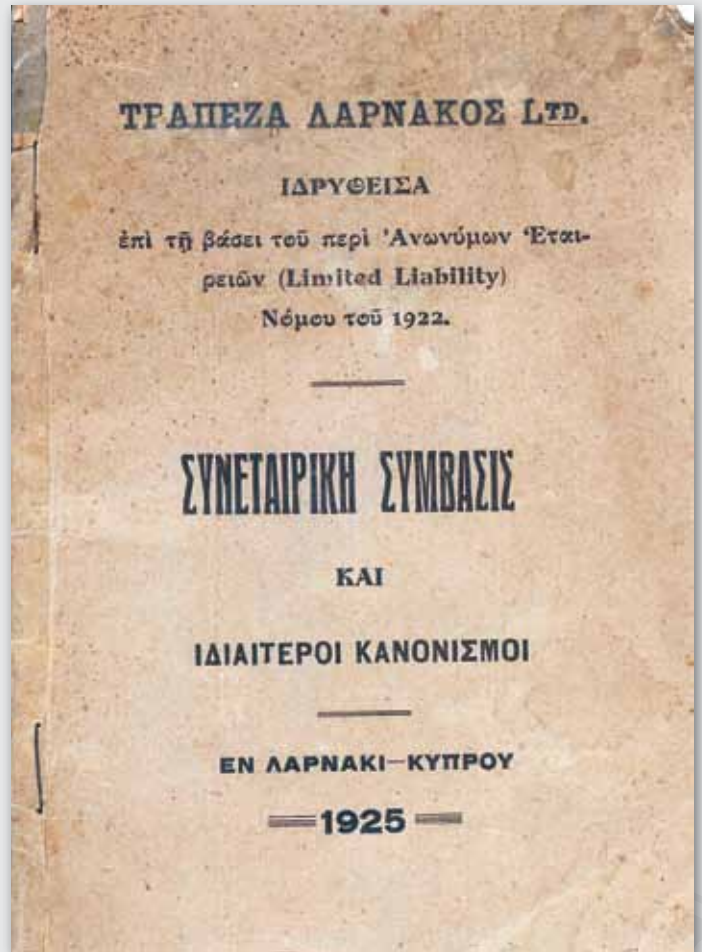 ΤΡΑΠΕΖΑ ΛΑΡΝΑΚΟΣ LTD.
ΙΔΡΥΘΕΙΣΑ
ἐπὶ τῇ βάσει τοῦ περὶ Ἀνωνύμων Ἑται-
ρειῶν (Limited Liability)
Νόμου τοῦ 1922.
ΣΥΝΕΤΑΙΡΙΚΗ ΣΥΜΒΑΣΙΣ
ΚΑΙ
ΙΔΙΑΙΤΕΡΟΙ ΚΑΝΟΝΙΣΜΟΙ
ΕΝ ΛΑΡΝΑΚΙ–ΚΥΠΡΟΥ
1925